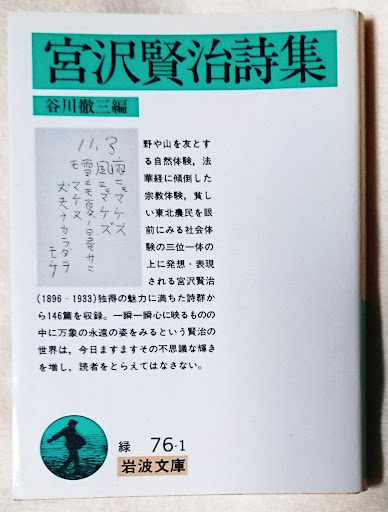 宮沢賢治詩集
谷川徹三編
11.3
雨ニモマケズ
風ニモマケズ
雪ニモ夏ノ暑サニモ
マケヌ
丈夫ナカラダヲ
モチ
野や山を友とす
る自然体験，法
華経に傾倒した
宗教体験，貧し
い東北農民を眼
前にみる社会体
験の三位一体の
上に発想・表現
される宮沢賢治
(1896‐1933)独得の魅力に満ちた詩群か
ら146篇を収録。一瞬一瞬心に映るものの
中に万象の永遠の姿をみるという賢治の
世界は，今日ますますその不思議な輝き
を増し，読者をとらえてはなさない。
緑 76-1
岩波文庫